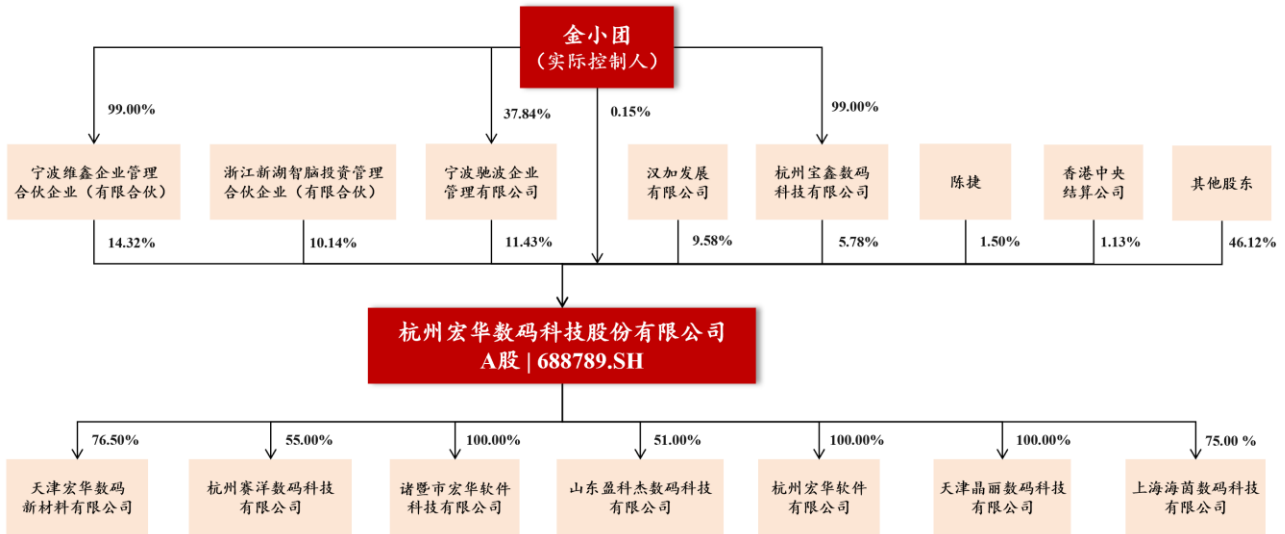 金小团
（实际控制人）
99.00%
37.84%
0.15%
99.00%
宁波维鑫企业管理
合伙企业（有限合伙）
浙江新湖智脑投资管理
合伙企业（有限合伙）
宁波驰波企业
管理有限公司
汉加发展
有限公司
杭州宝鑫数码
科技有限公司
陈捷
香港中央
结算公司
其他股东
14.32%
10.14%
11.43%
9.58%
5.78%
1.50%
1.13%
46.12%
杭州宏华数码科技股份有限公司
A股 | 688789.SH
76.50%
55.00%
100.00%
51.00%
100.00%
100.00%
75.00 %
天津宏华数码
新材料有限公司
杭州赛洋数码科技
有限公司
诸暨市宏华软件
科技有限公司
山东盈科杰数码科技
有限公司
杭州宏华软件
有限公司
天津晶丽数码科技
有限公司
上海海茵数码科技
有限公司